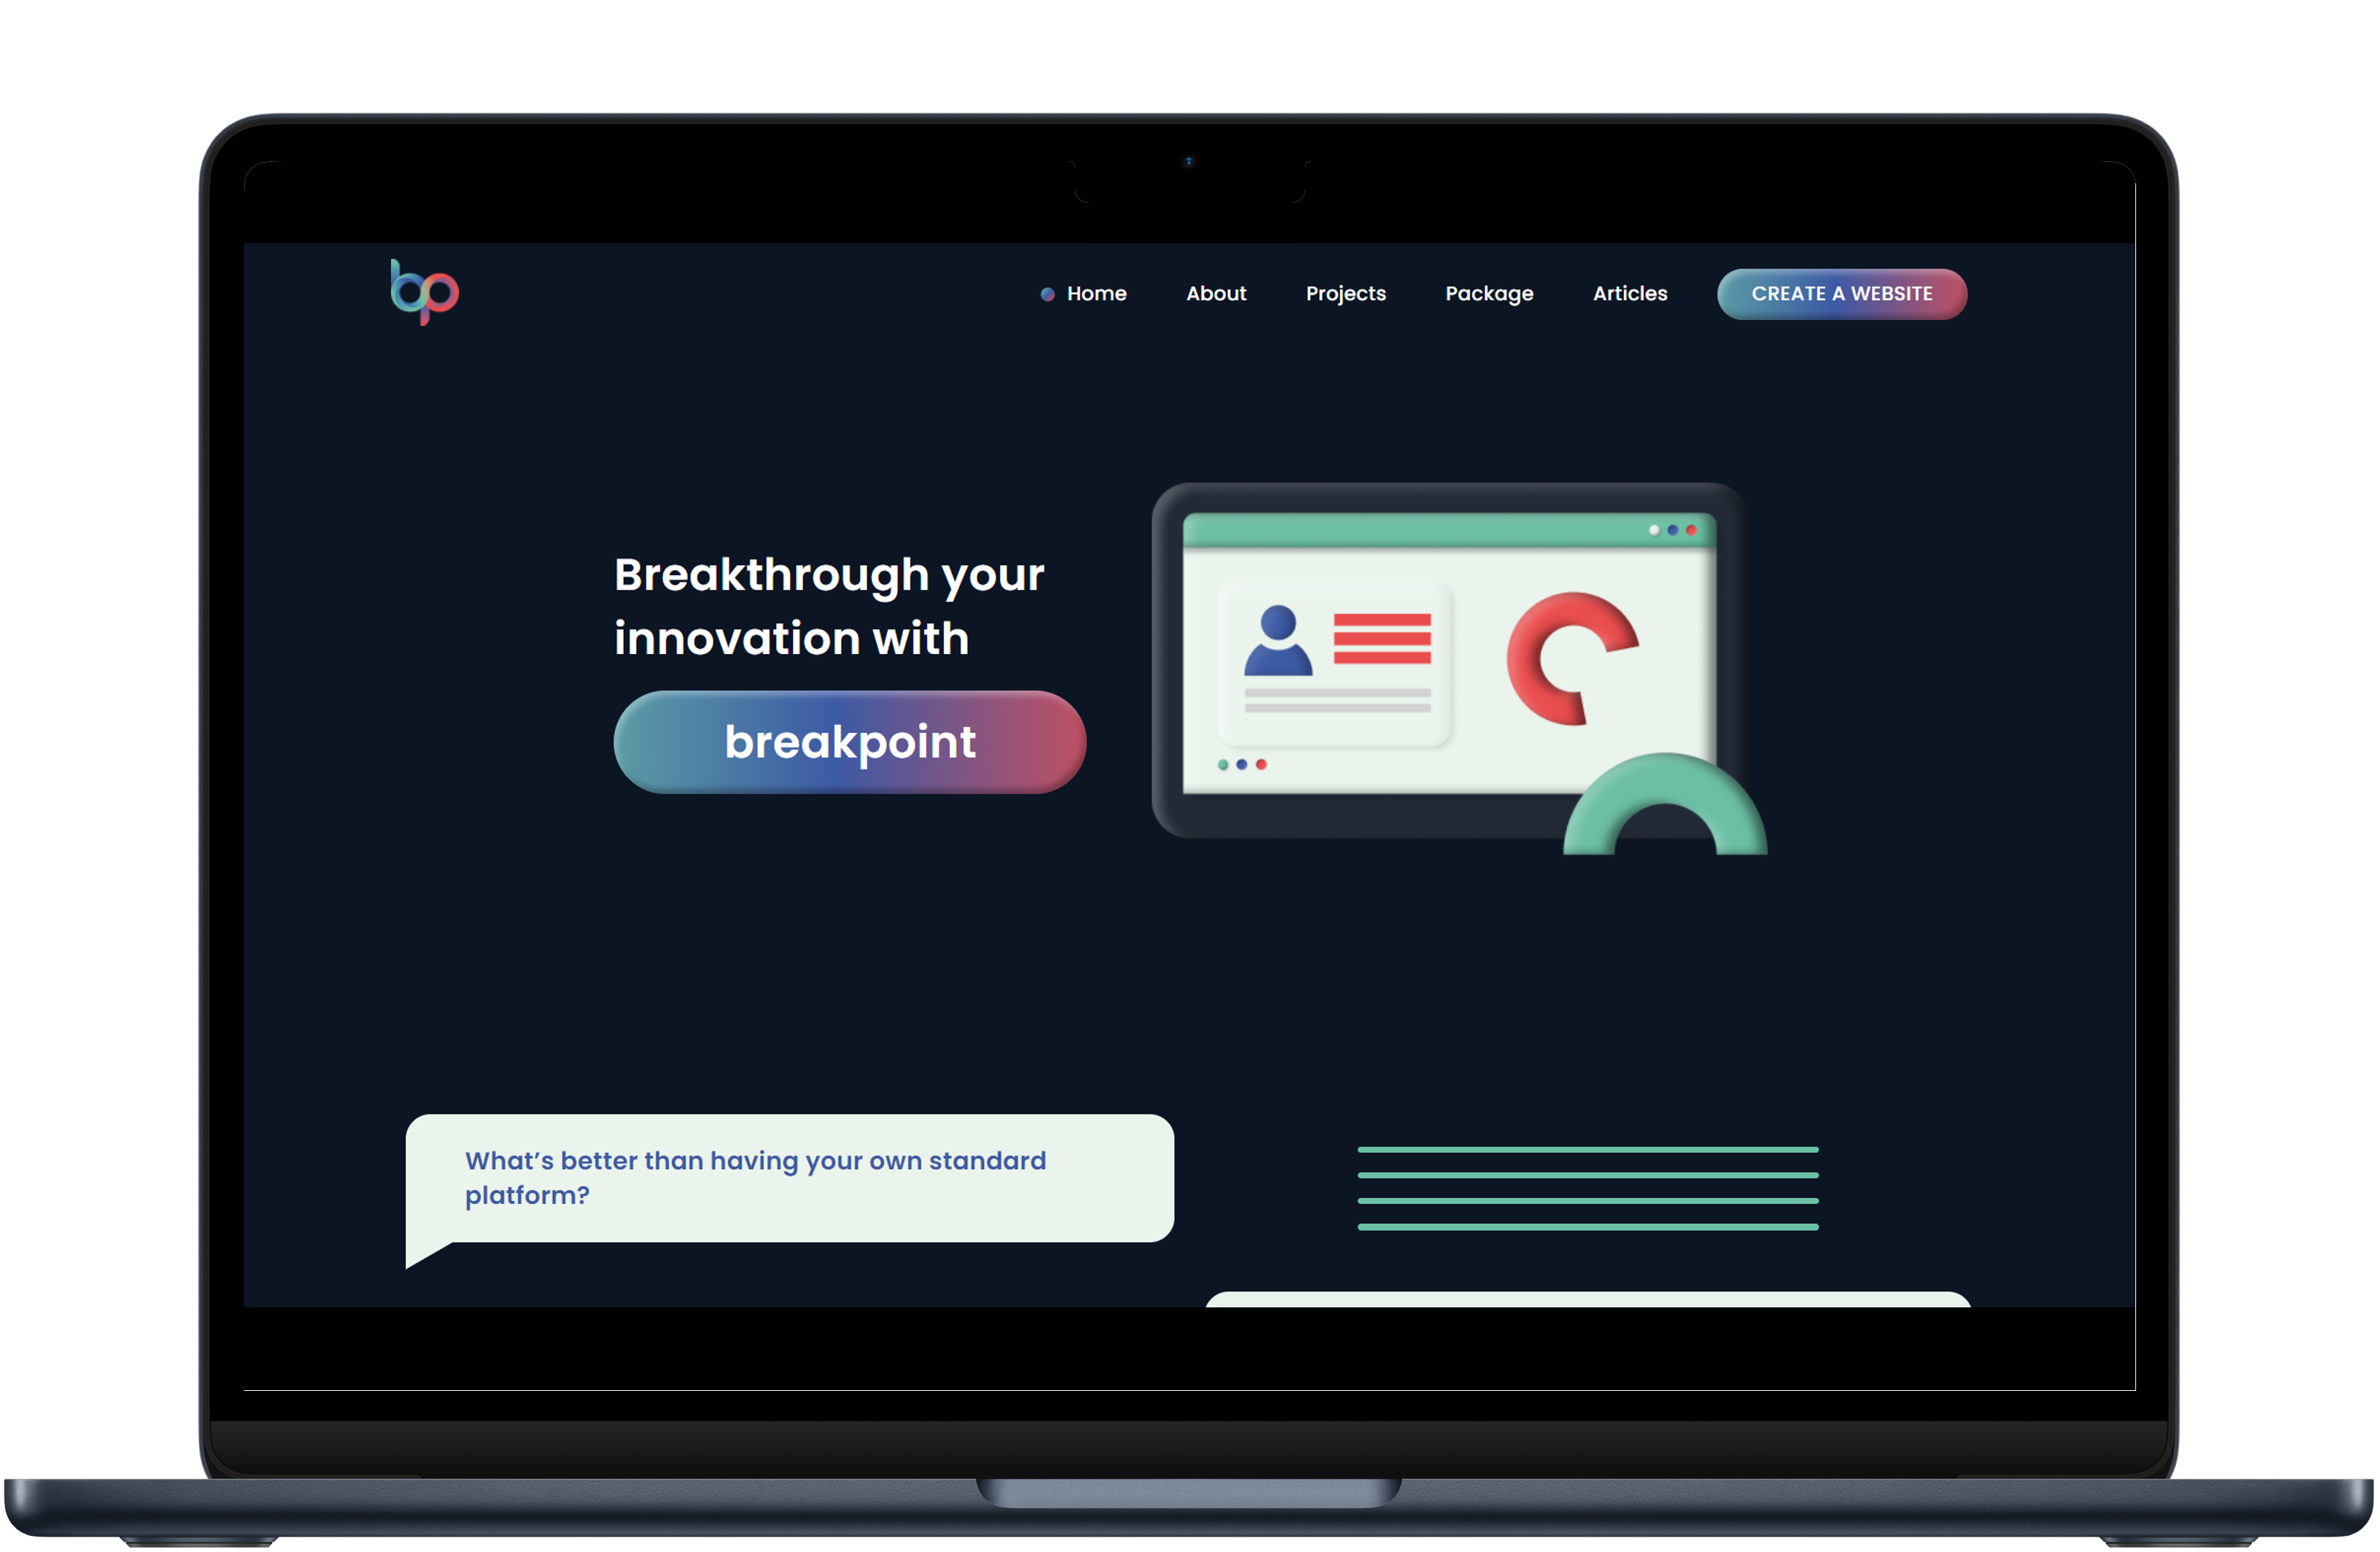 bp
Home About Projects Package Articles CREATE A WEBSITE
Breakthrough your
innovation with
breakpoint
What’s better than having your own standard
platform?